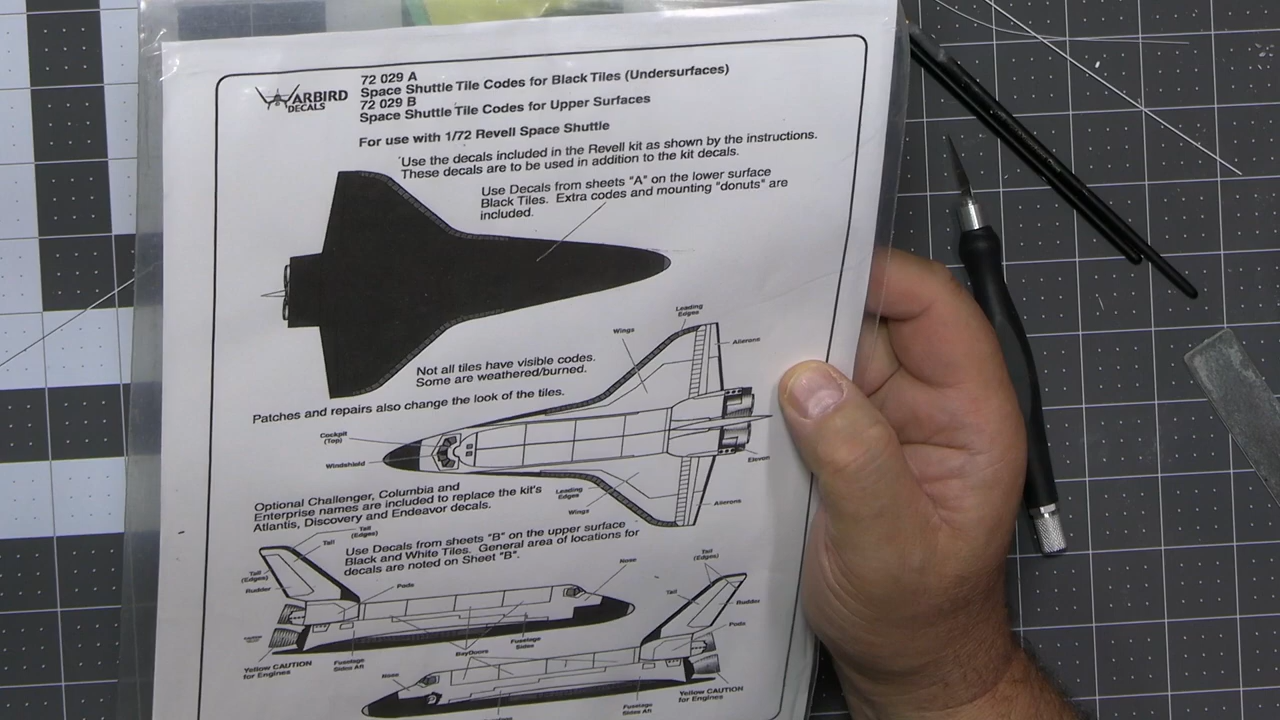 WARBIRD
DECALS
72 029 A
Space Shuttle Tile Codes for Black Tiles (Undersurfaces)
72 029 B
Space Shuttle Tile Codes for Upper Surfaces
For use with 1/72 Revell Space Shuttle
Use the decals included in the Revell kit as shown by the instructions.
These decals are to be used in addition to the kit decals.
Use Decals from sheets "A" on the lower surface
Black Tiles. Extra codes and mounting "donuts" are
included.
Leading
Edges
Wings
Ailerons
Not all tiles have visible codes.
Some are weathered/burned.
Patches and repairs also change the look of the tiles.
Cockpit
(Top)
Windshield
Elevon
Leading
Edges
Wings
Ailerons
Optional Challenger, Columbia and
Enterprise names are included to replace the kit's
Atlantis, Discovery and Endeavor decals.
Tail
(Edges)
Tail
Use Decals from sheets "B" on the upper surface
Black and White Tiles. General area of locations for
decals are noted on Sheet "B".
Tail
(Edges)
Rudder
Pods
Nose
Tail
(Edges)
Tail
Rudder
Pods
Yellow CAUTION
for Engines
Fuselage
Sides Aft
BayDoors
Fuselage
Sides
Nose
Yellow CAUTION
for Engines
Fuselage
Sides Aft